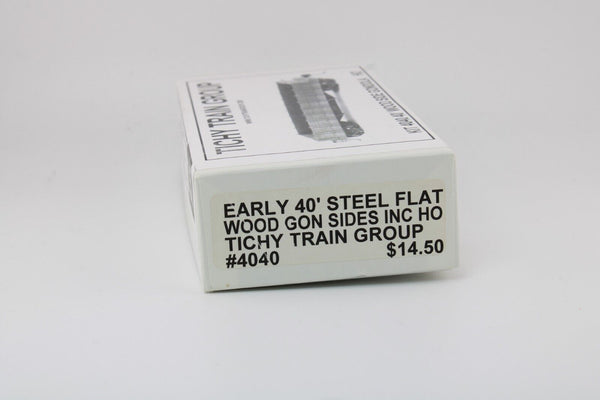 TICHY TRAIN GROUP
EARLY 40' STEEL FLAT
WOOD GON SIDES INC HO
TICHY TRAIN GROUP
#4040 $14.50